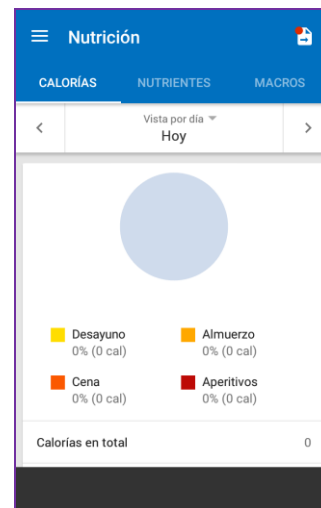 Nutrición
CALORÍAS NUTRIENTES MACROS
Vista por día
Hoy
Desayuno
0% (0 cal)
Almuerzo
0% (0 cal)
Cena
0% (0 cal)
Aperitivos
0% (0 cal)
Calorías en total 0